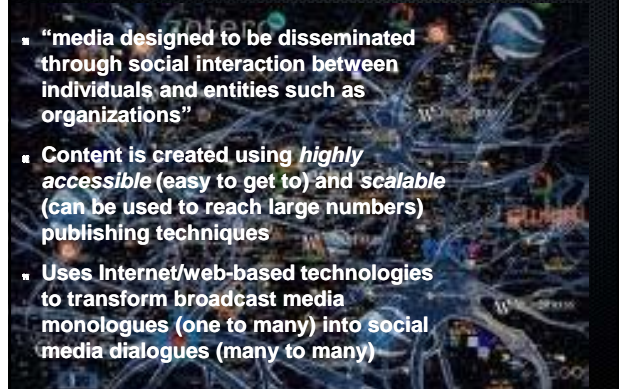 zotero
“media designed to be disseminated
through social interaction between
individuals and entities such as
organizations”
Content is created using highly
accessible (easy to get to) and scalable
(can be used to reach large numbers)
publishing techniques
Uses Internet/web-based technologies
to transform broadcast media
monologues (one to many) into social
media dialogues (many to many)